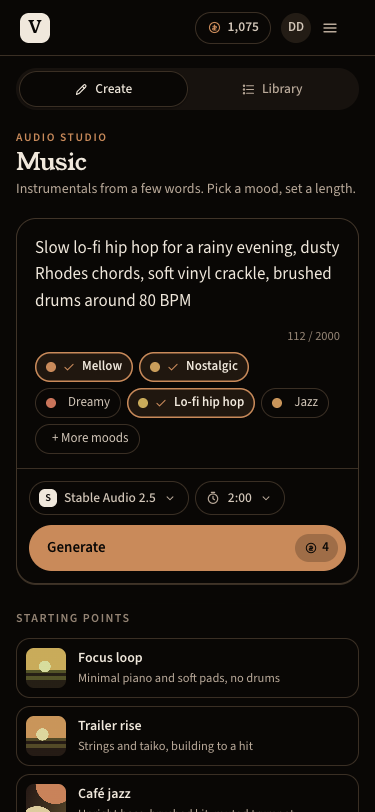 V
1,075
DD
Create
Library
AUDIO STUDIO
Music
Instrumentals from a few words. Pick a mood, set a length.
Slow lo-fi hip hop for a rainy evening, dusty
Rhodes chords, soft vinyl crackle, brushed
drums around 80 BPM
112 / 2000
Mellow
Nostalgic
Dreamy
Lo-fi hip hop
Jazz
+ More moods
S
Stable Audio 2.5
2:00
Generate
4
STARTING POINTS
Focus loop
Minimal piano and soft pads, no drums
Trailer rise
Strings and taiko, building to a hit
Café jazz